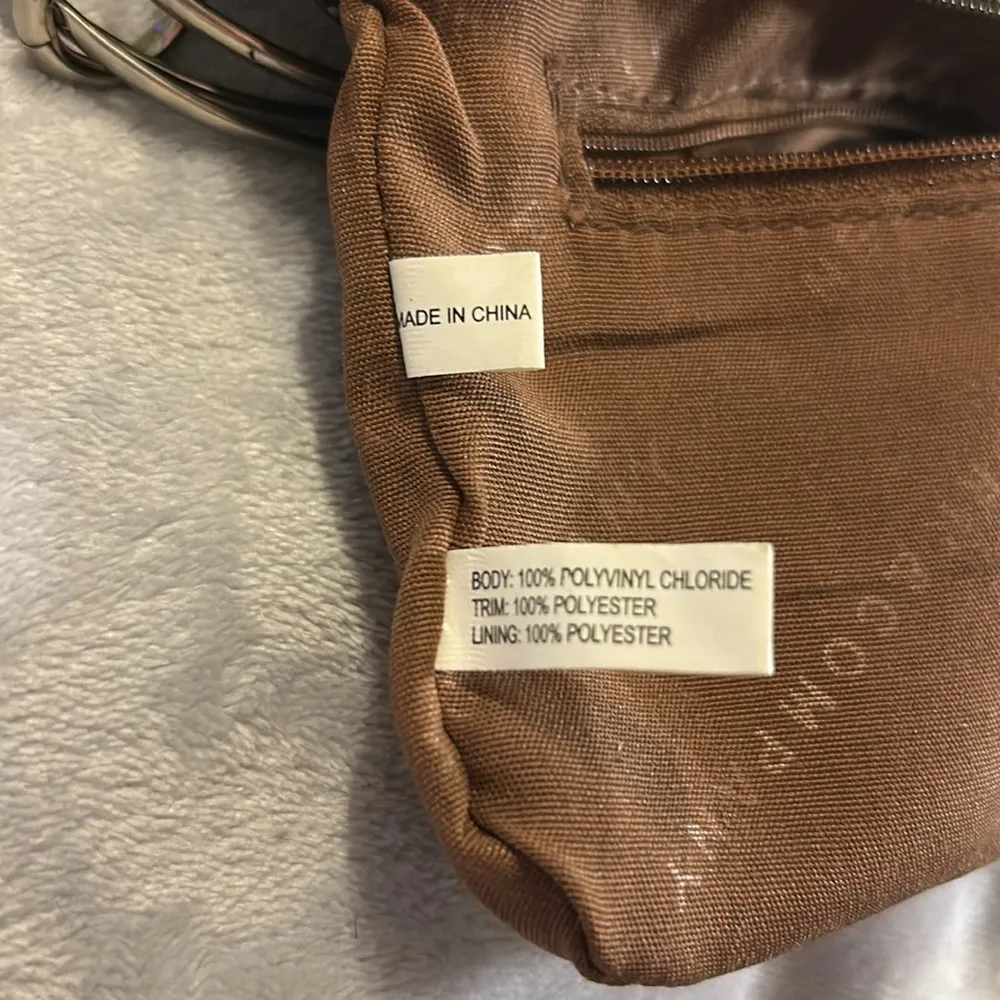 MADE IN CHINA
BODY: 100% POLYVINYL CHLORIDE
TRIM: 100% POLYESTER
LINING: 100% POLYESTER